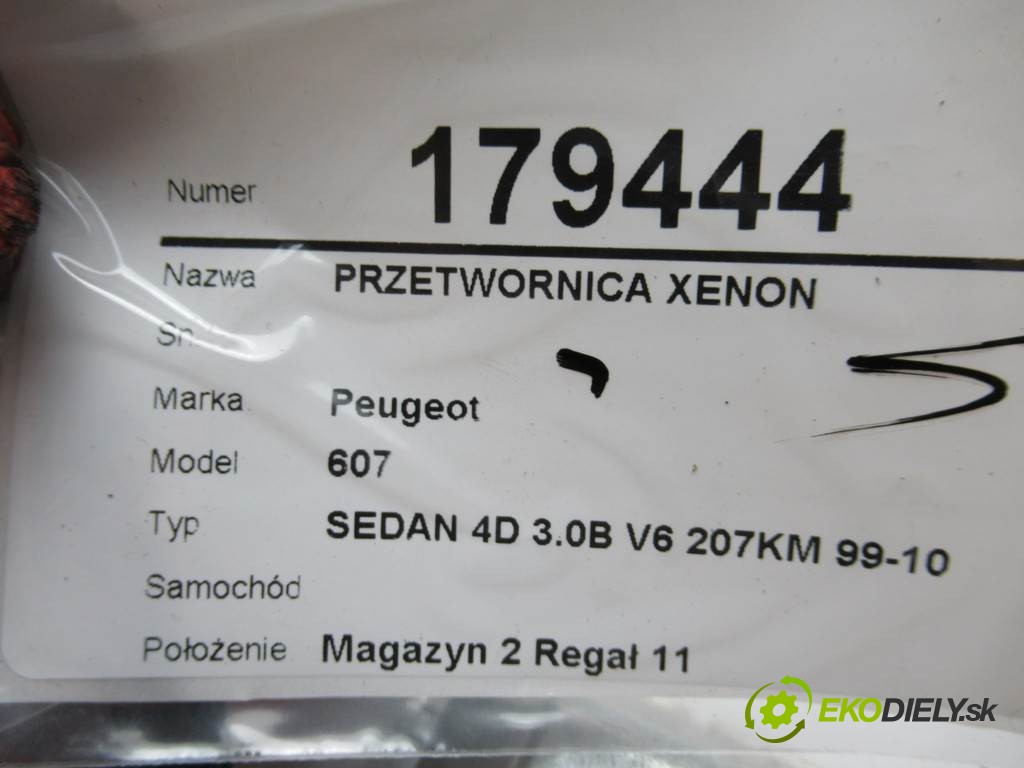 Numer 179444
Nazwa PRZETWORNICA XENON
Sn.
Marka Peugeot
Model 607
Typ SEDAN 4D 3.0B V6 207KM 99-10
Samochód
Położenie Magazyn 2 Regał 11
EKODIELY.sk